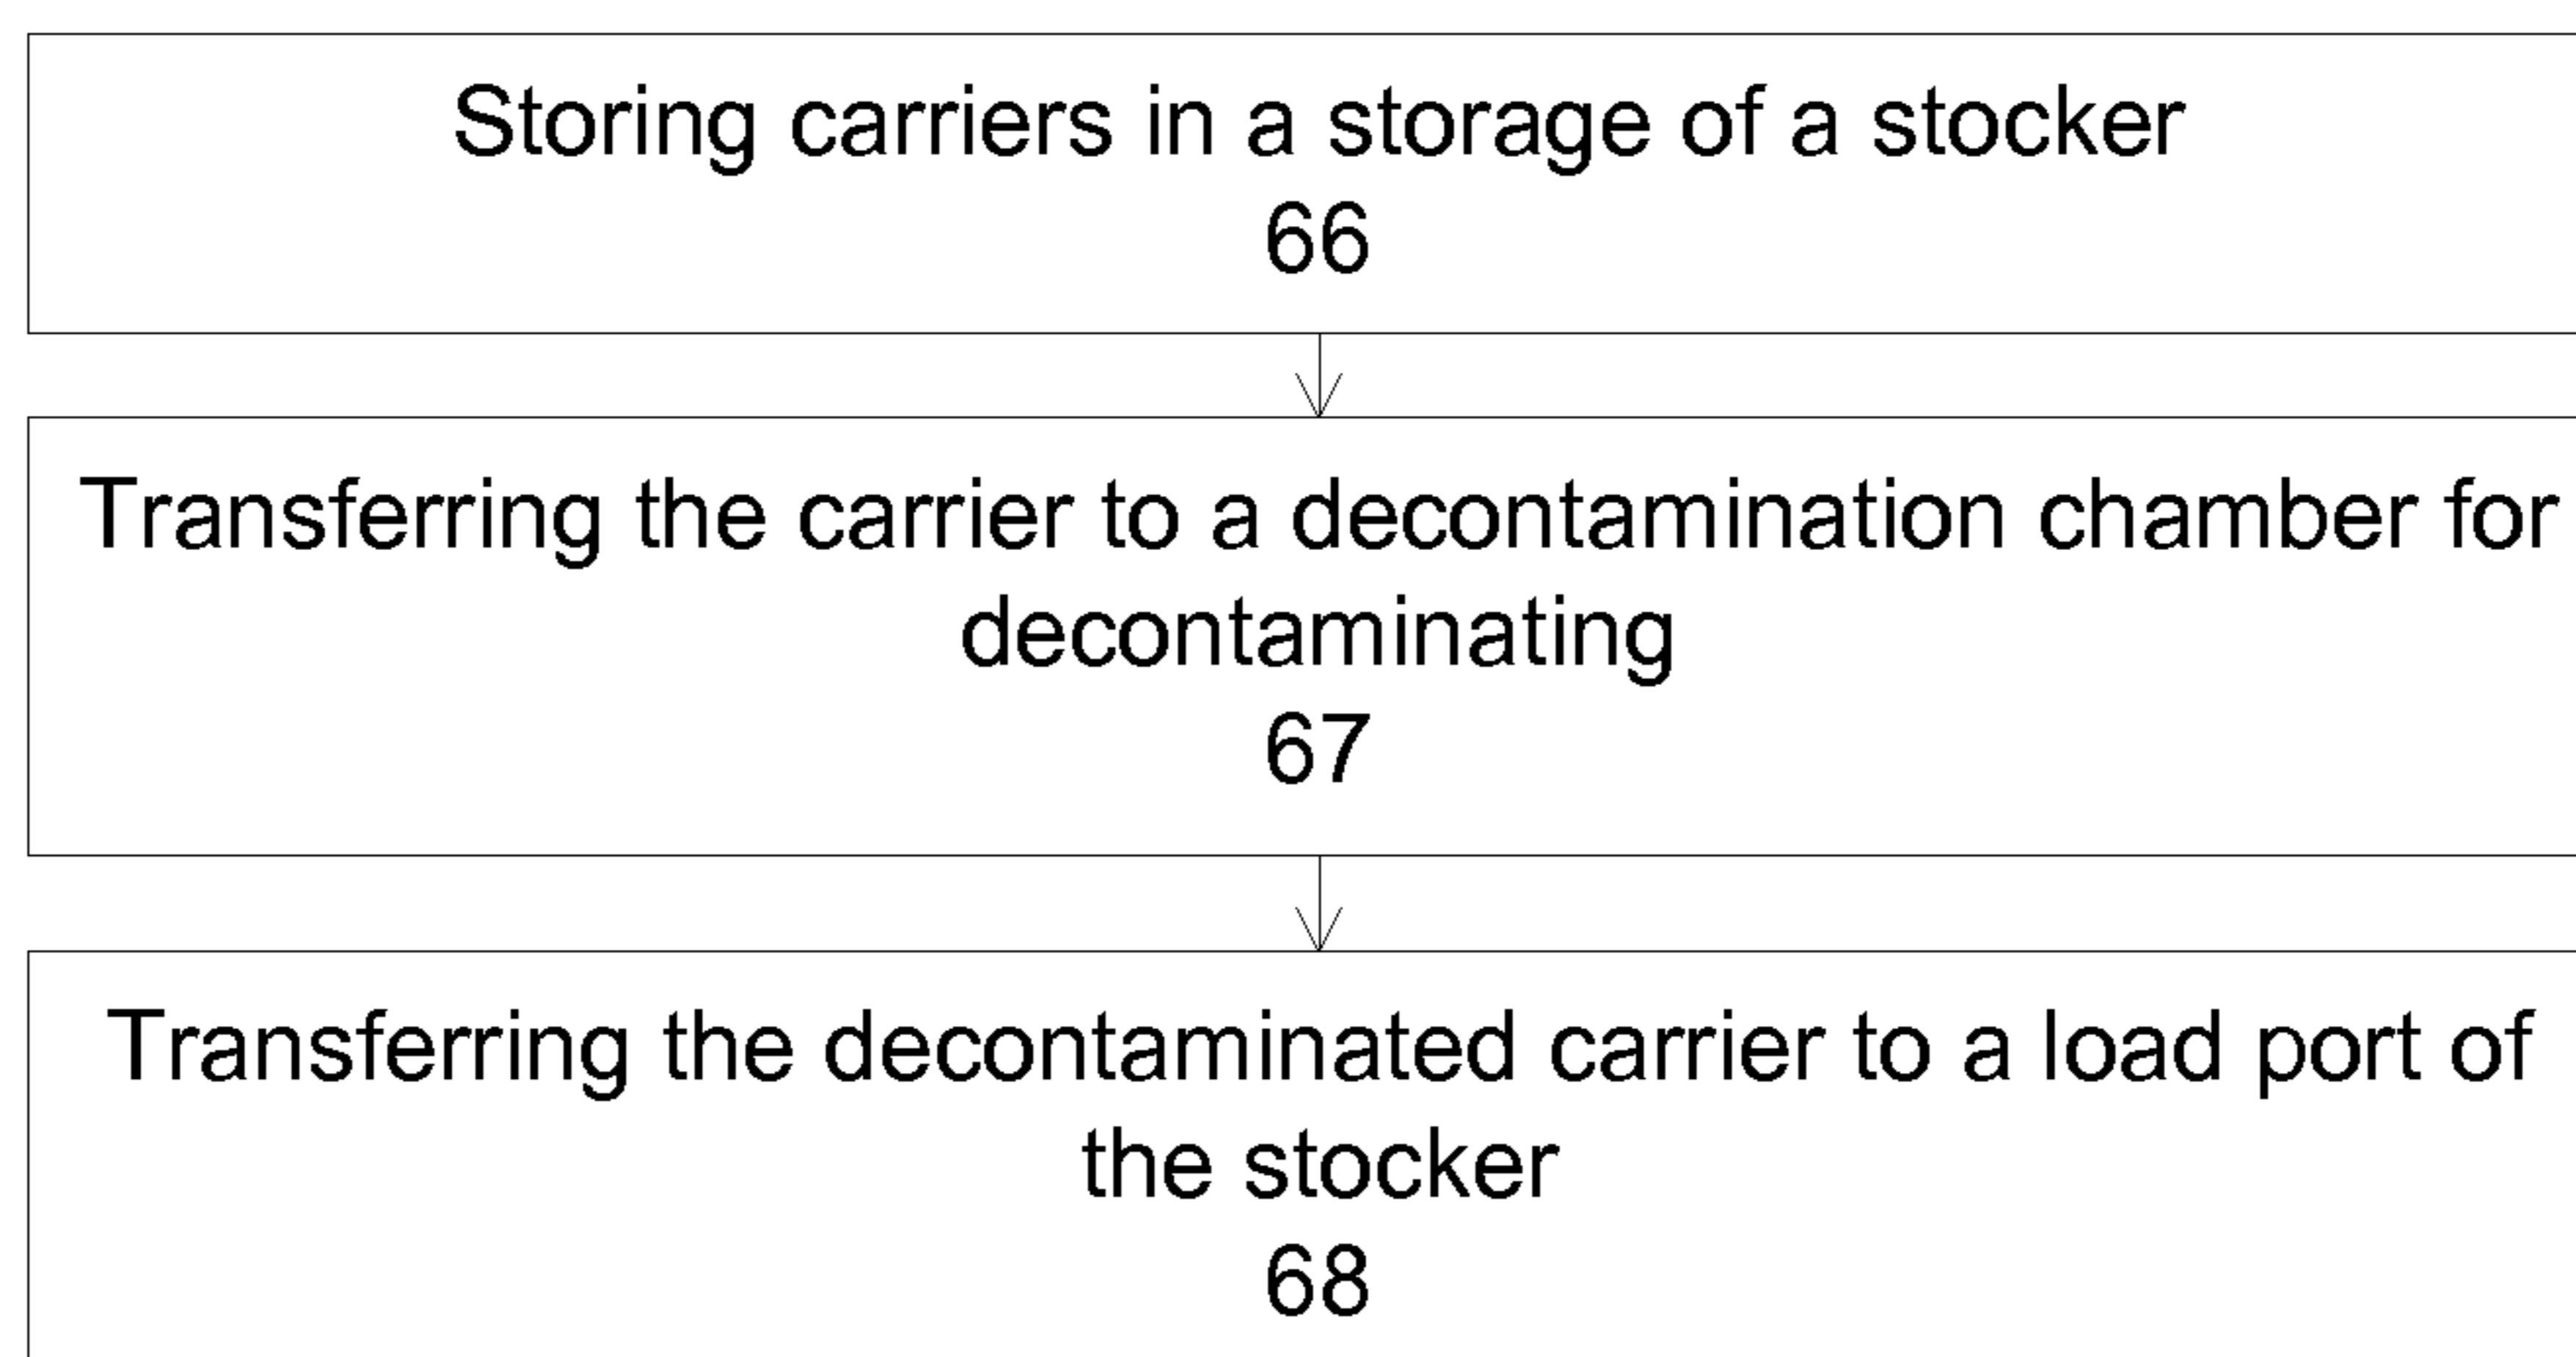 Storing carriers in a storage of a stocker
66
Transferring the carrier to a decontamination chamber for
decontaminating
67
Transferring the decontaminated carrier to a load port of
the stocker
68